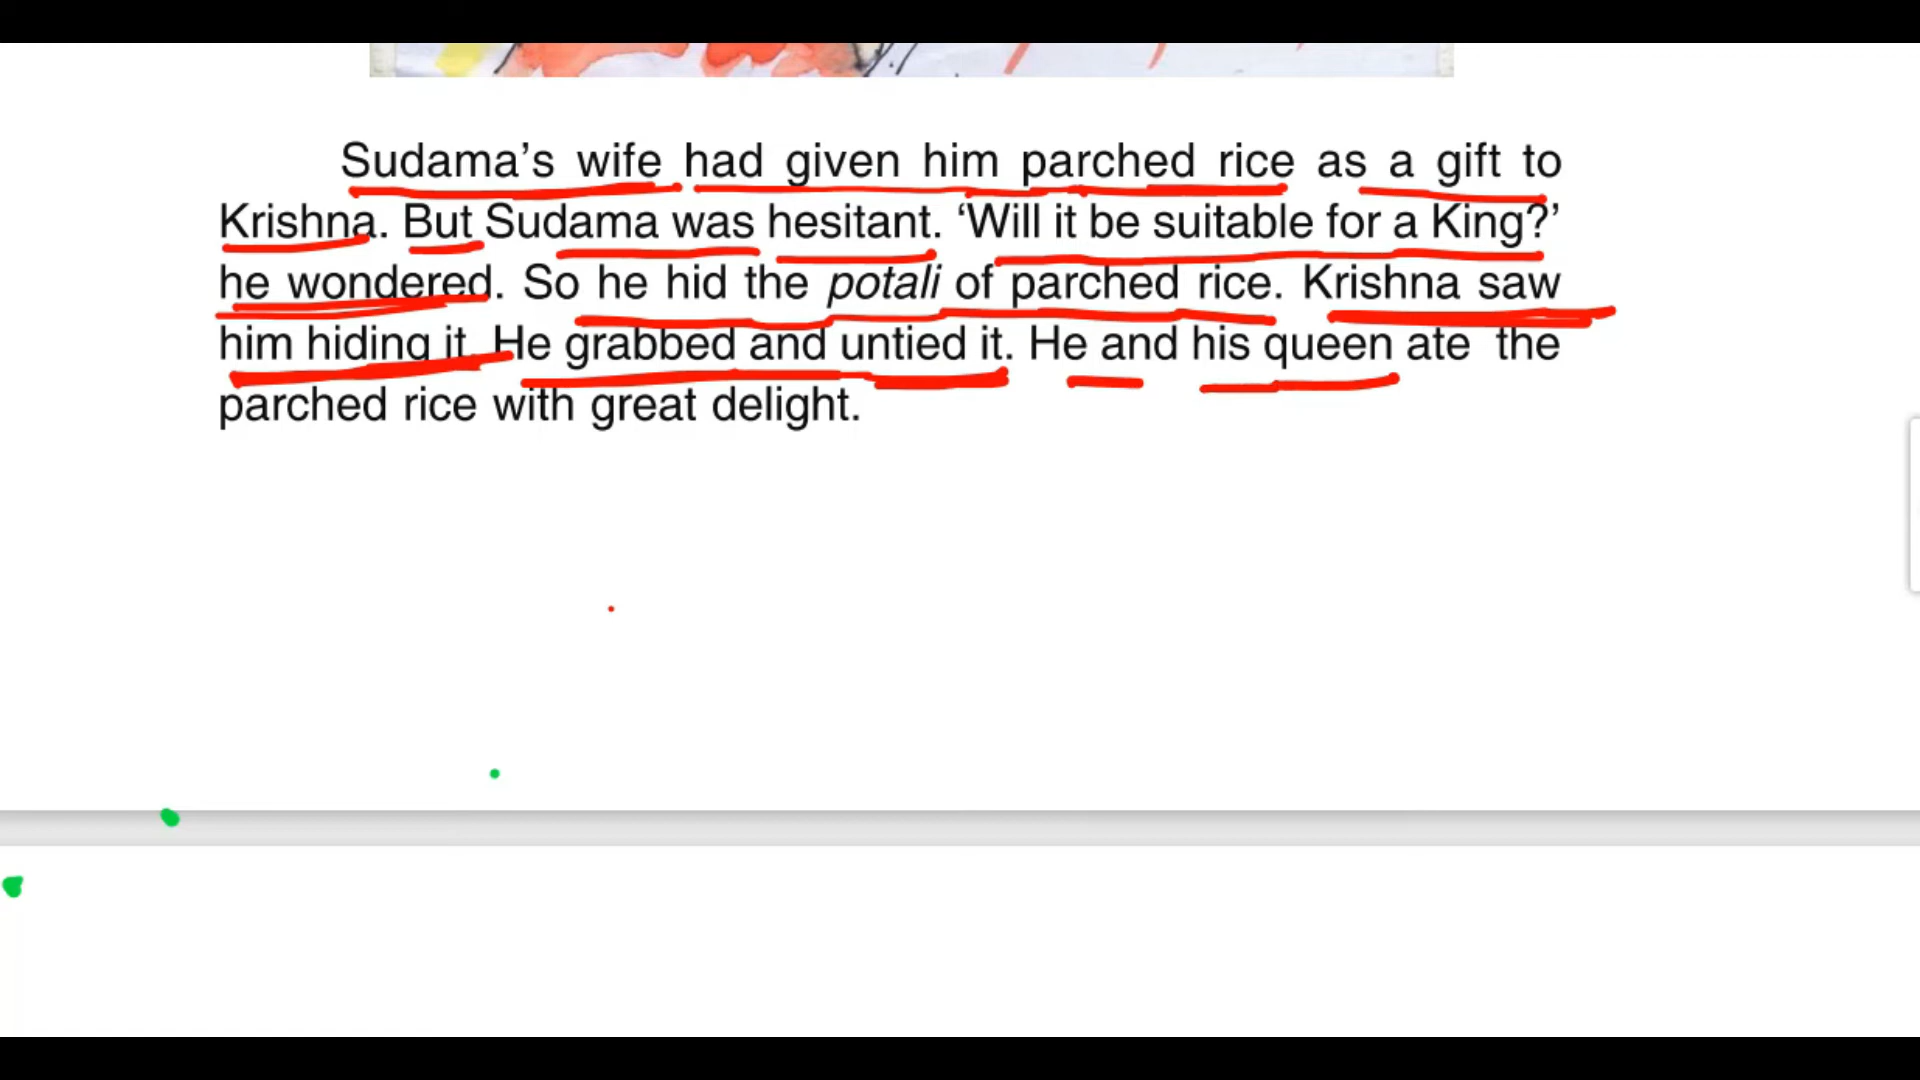 Sudama’s wife had given him parched rice as a gift to
Krishna. But Sudama was hesitant. ‘Will it be suitable for a King?’
he wondered. So he hid the potali of parched rice. Krishna saw
him hiding it. He grabbed and untied it. He and his queen ate the
parched rice with great delight.